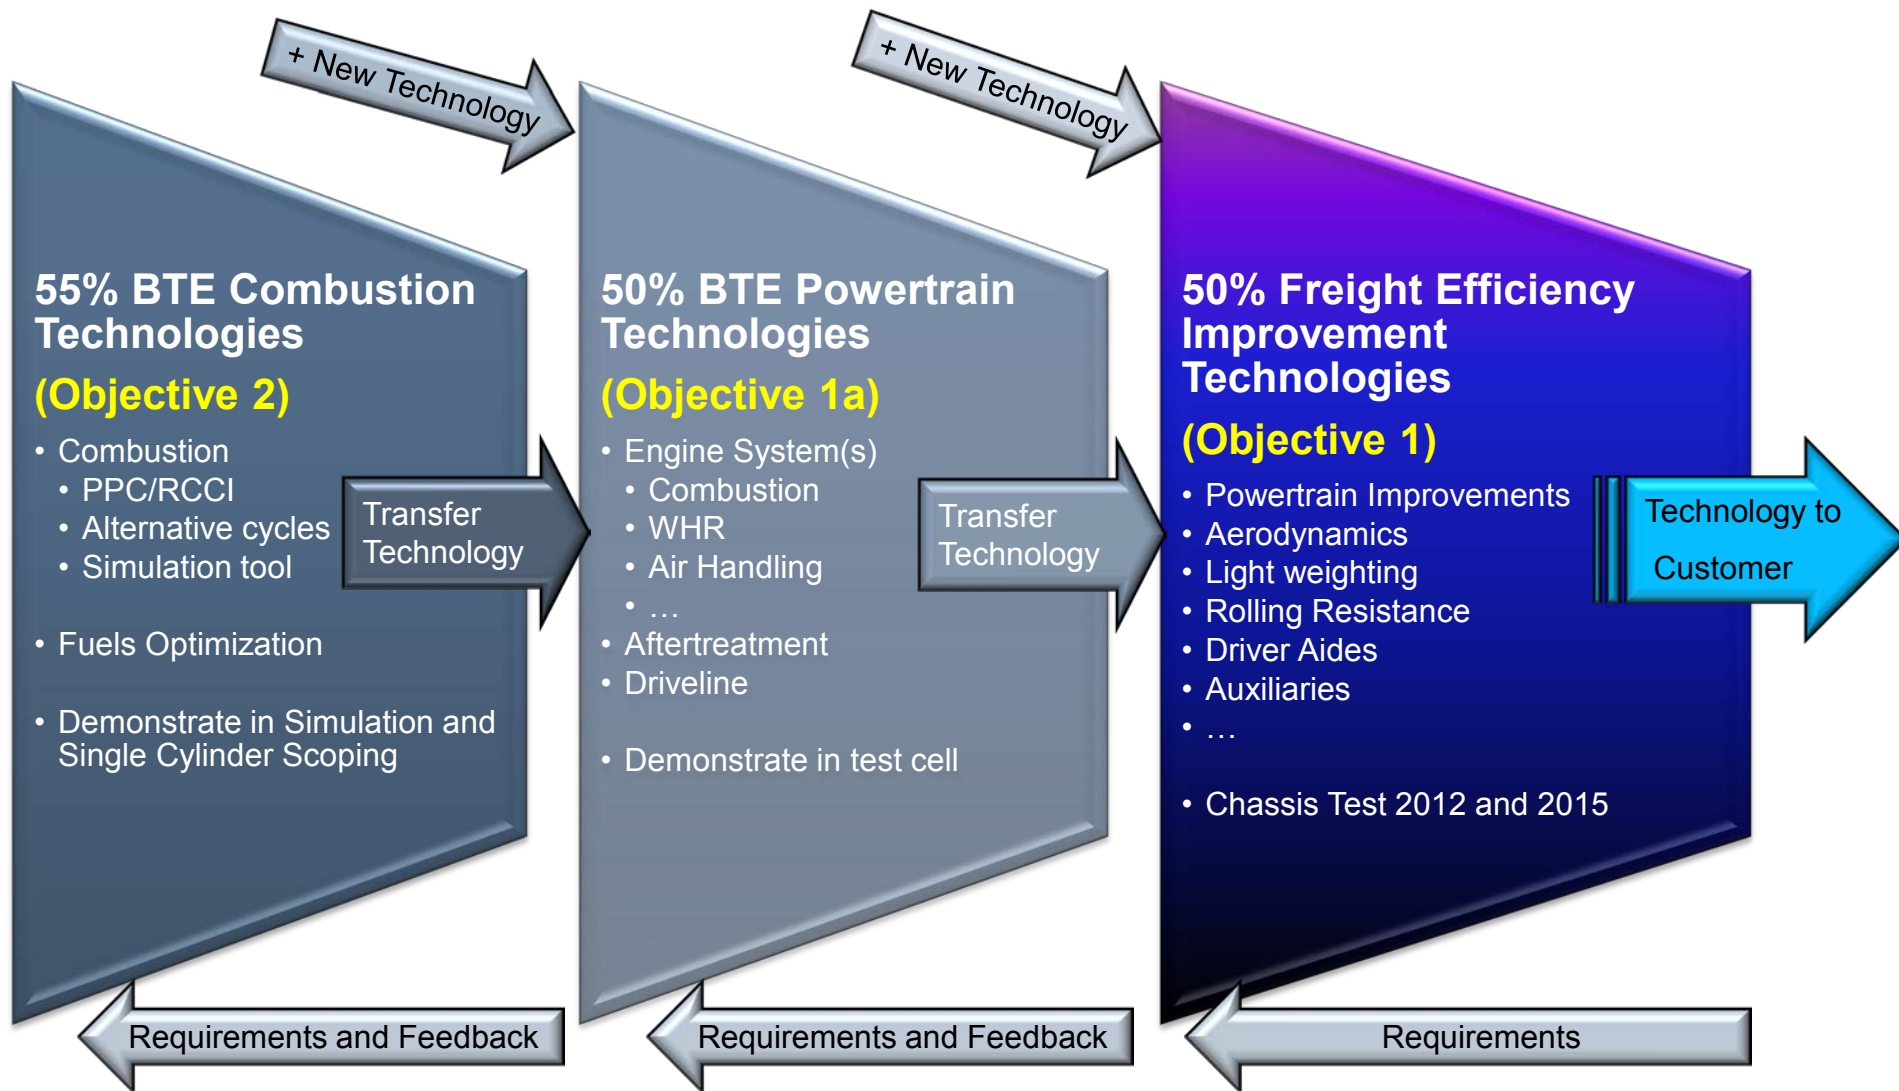 + New Technology
+ New Technology
55% BTE Combustion
Technologies
(Objective 2)
• Combustion
• PPC/RCCI
• Alternative cycles
• Simulation tool
• Fuels Optimization
• Demonstrate in Simulation and
Single Cylinder Scoping
Transfer
Technology
50% BTE Powertrain
Technologies
(Objective 1a)
• Engine System(s)
• Combustion
• WHR
• Air Handling
• …
• Aftertreatment
• Driveline
• Demonstrate in test cell
Transfer
Technology
50% Freight Efficiency
Improvement
Technologies
(Objective 1)
• Powertrain Improvements
• Aerodynamics
• Light weighting
• Rolling Resistance
• Driver Aides
• Auxiliaries
• …
• Chassis Test 2012 and 2015
Technology to
Customer
Requirements and Feedback
Requirements and Feedback
Requirements